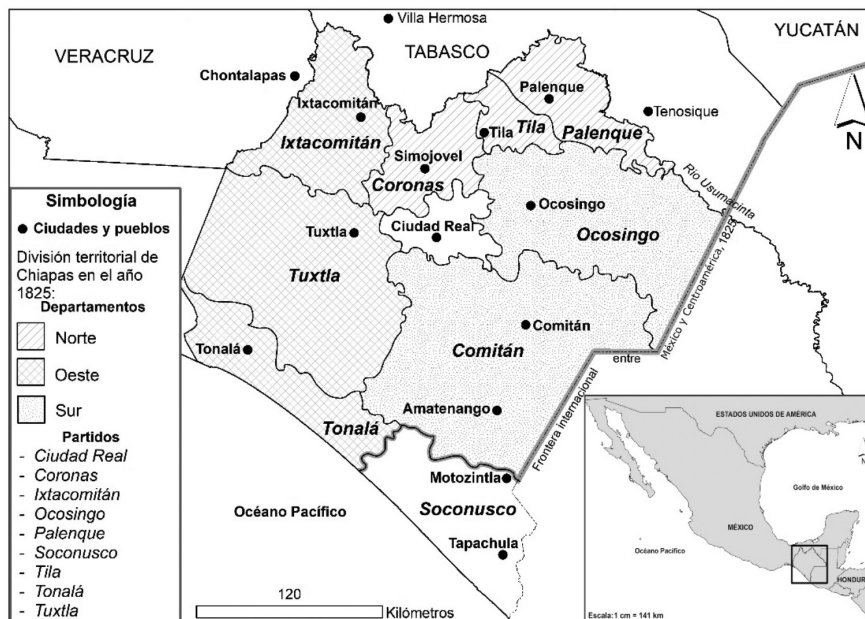 Villa Hermosa
VERACRUZ
TABASCO
YUCATÁN
Chontalapas
Palenque
Ixtacomitán
Tenosique
Tila
Tila
Ixtacomitán
Palenque
N
Simojovel
Coronas
Rio Usumacinta
Ocosingo
Ciudad Real
Tuxtla
Ocosingo
Tuxtla
Comitán
Comitán
entre
México y Centroamérica, 1825
Tonalá
Amatenango
Tonalá
Frontera internacional
Motozintla
Soconusco
Océano Pacífico
Tapachula
120
Kilómetros
Simbología
Ciudades y pueblos
División territorial de
Chiapas en el año
1825:
Departamentos
Norte
Oeste
Sur
Partidos
- Ciudad Real
- Coronas
- Ixtacomitán
- Ocosingo
- Palenque
- Soconusco
- Tila
- Tonalá
- Tuxtla
ESTADOS UNIDOS DE AMÉRICA
Golfo de México
MÉXICO
Océano Pacífico
HONDUR
Escala:1 cm = 141 km